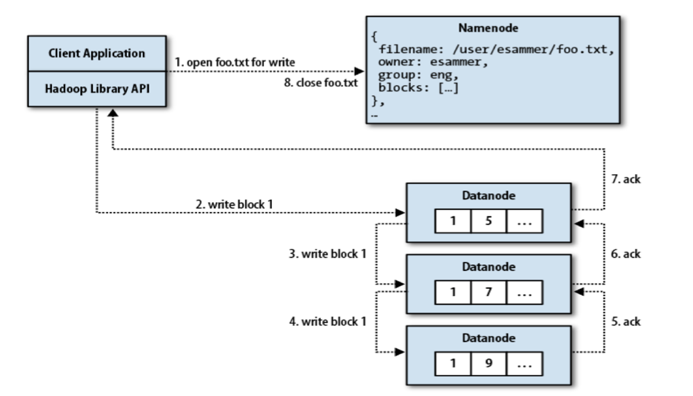 Client Application
Hadoop Library API
1. open foo.txt for write
8. close foo.txt
Namenode
{
filename: /user/esammer/foo.txt,
owner: esammer,
group: eng,
blocks: […]
},
…
2. write block 1
7. ack
Datanode
1 5 ...
3. write block 1
6. ack
Datanode
1 7 ...
4. write block 1
5. ack
Datanode
1 9 ...